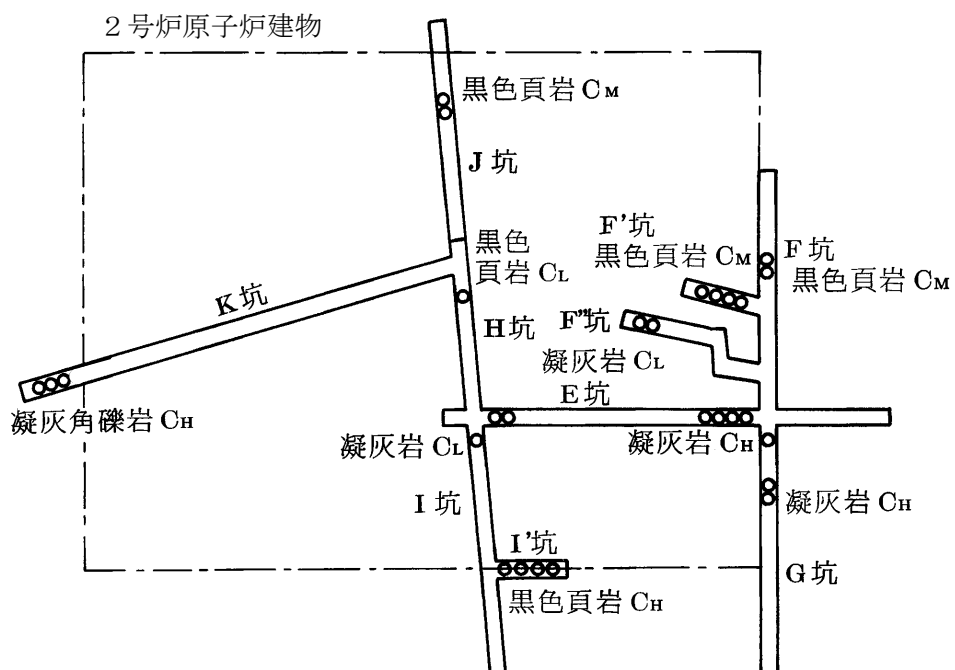 2号炉原子炉建物
黒色頁岩 CM
J坑
F'坑
黒色頁岩 CM
F坑
黒色頁岩 CM
黒色
頁岩 CL
K坑
H坑
F"坑
凝灰岩 CL
E坑
凝灰角礫岩 CH
凝灰岩 CL
凝灰岩 CH
I坑
凝灰岩 CH
I'坑
黒色頁岩 CH
G坑